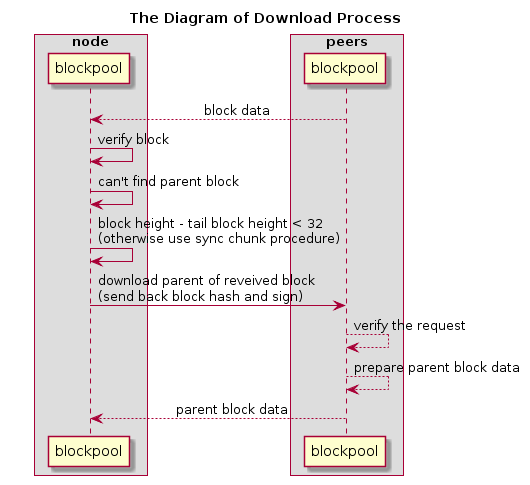 The Diagram of Download Process
node
peers
blockpool
blockpool
block data
verify block
can't find parent block
block height - tail block height < 32
(otherwise use sync chunk procedure)
download parent of reveived block
(send back block hash and sign)
verify the request
prepare parent block data
parent block data
blockpool
blockpool